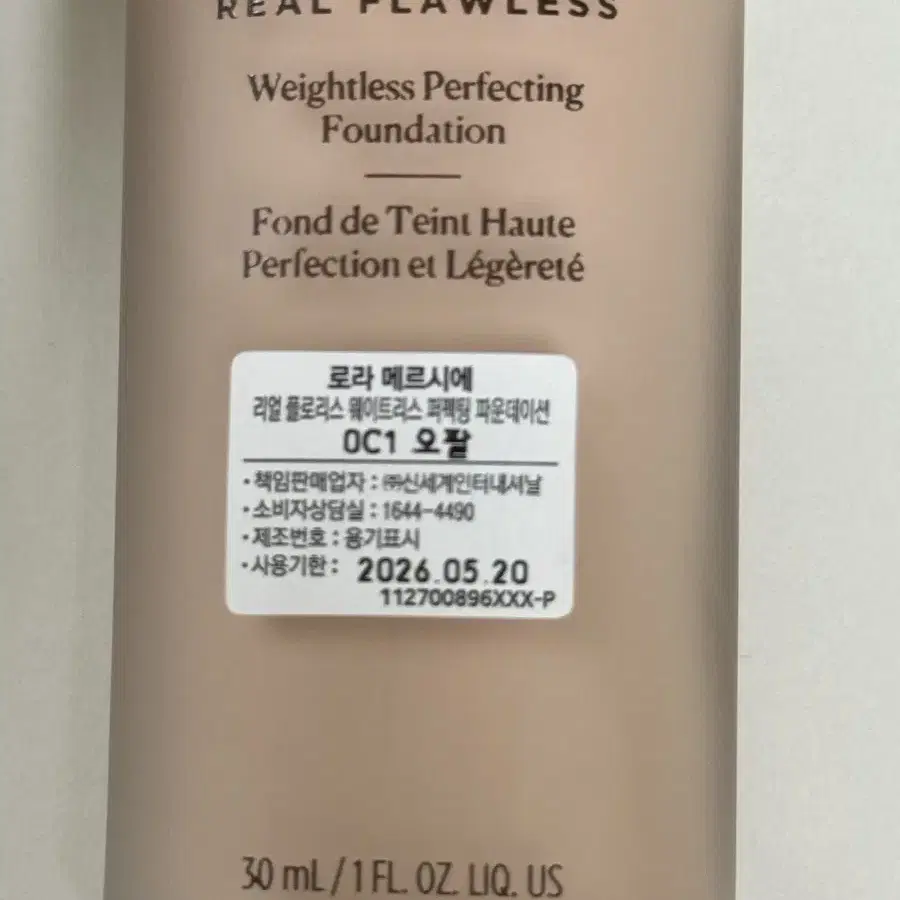 REAL FLAWLESS
Weightless Perfecting
Foundation
Fond de Teint Haute
Perfection et Légèreté
로라 메르시에
리얼 플로리스 웨이트리스 퍼펙팅 파운데이션
0C1 오팔
•책임판매업자 : ㈜신세계인터내셔날
•소비자상담실 : 1644-4490
•제조번호 : 용기표시
•사용기한 : 2026.05.20
112700896XXX-P
30 mL / 1 FL. OZ. LIQ. US